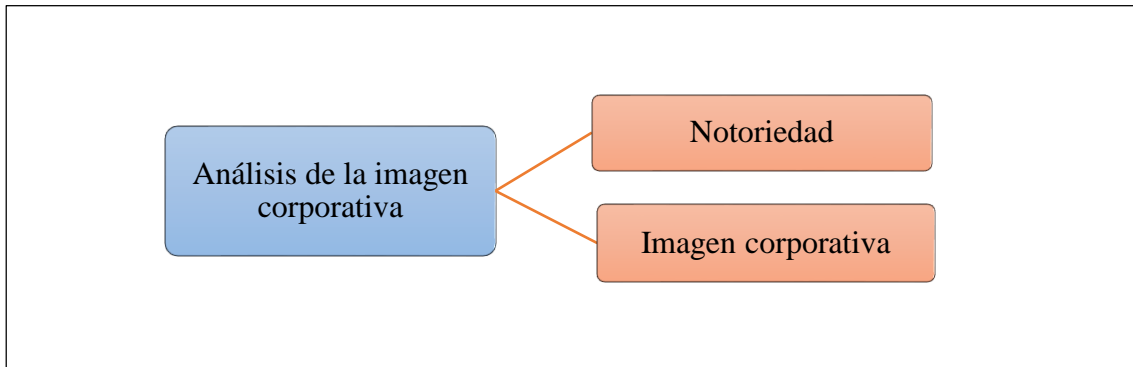 Análisis de la imagen
corporativa
Notoriedad
Imagen corporativa